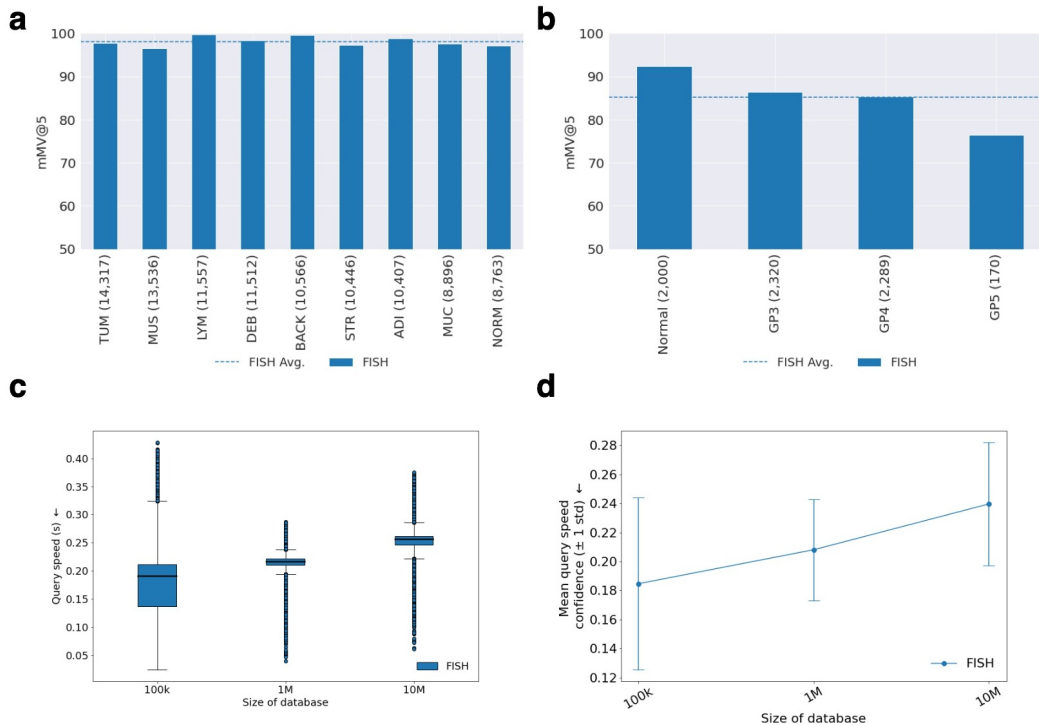 a
100
90
80
70
60
50
mMV@5
TUM (14,317)
MUS (13,536)
LYM (11,557)
DEB (11,512)
BACK (10,566)
STR (10,446)
ADI (10,407)
MUC (8,896)
NORM (8,763)
FISH Avg.
FISH
b
100
90
80
70
60
50
mMV@5
Normal (2,000)
GP3 (2,320)
GP4 (2,289)
GP5 (170)
FISH Avg.
FISH
c
0.40
0.35
0.30
0.25
0.20
0.15
0.10
0.05
Query speed (s) ←
100k
1M
10M
Size of database
FISH
d
0.28
0.26
0.24
0.22
0.20
0.18
0.16
0.14
0.12
Mean query speed
confidence (± 1 std) ←
100k
1M
10M
Size of database
FISH